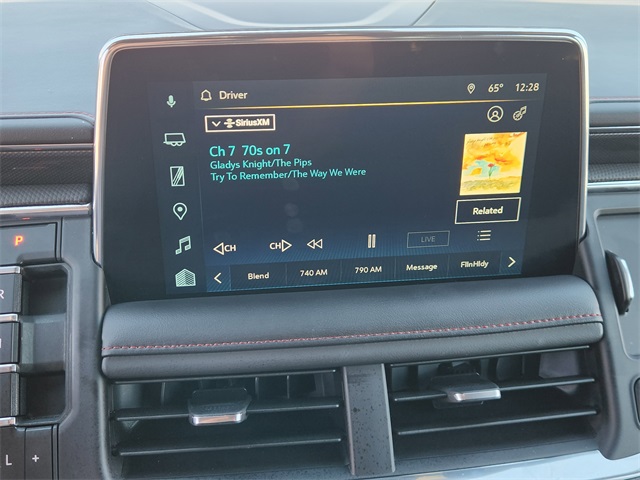 Driver
65° 12:28
SiriusXM
Ch 7 70s on 7
Gladys Knight/The Pips
Try To Remember/The Way We Were
Related
CH
CH
LIVE
Blend
740 AM
790 AM
Message
FlnHldy
P
R
N
L +